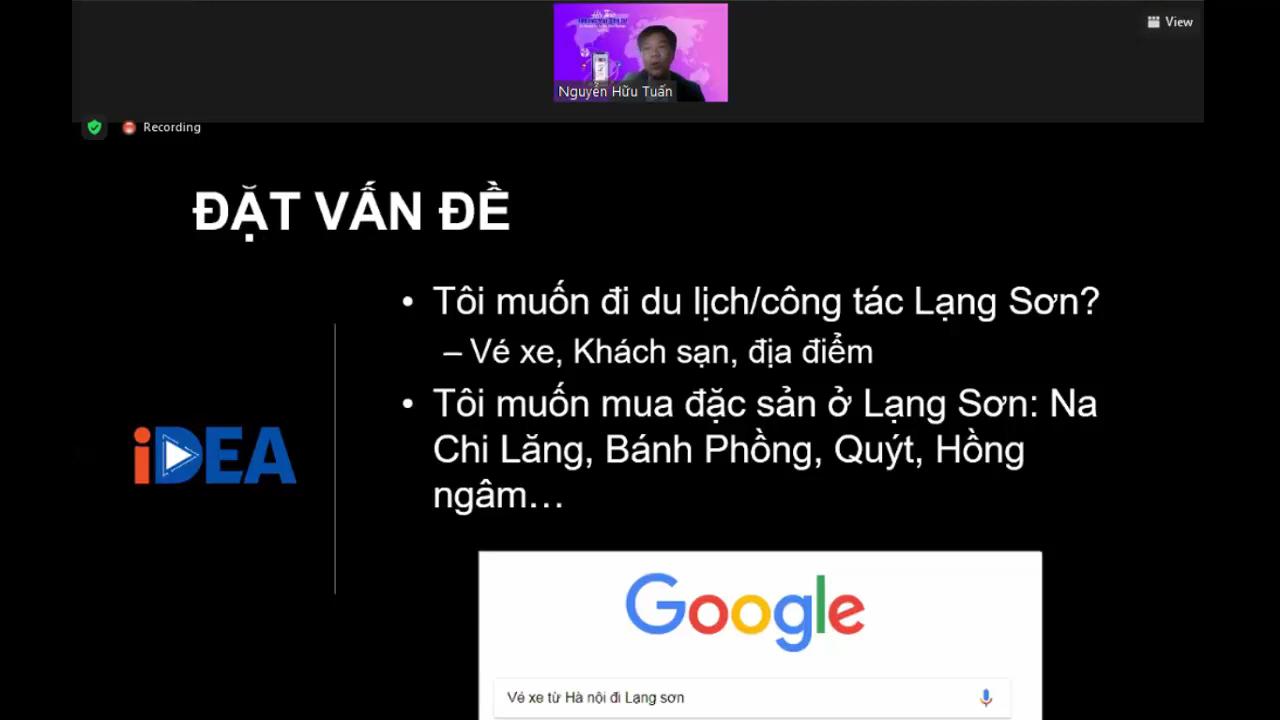 View
Nguyễn Hữu Tuấn
Recording
ĐẶT VẤN ĐỀ
• Tôi muốn đi du lịch/công tác Lạng Sơn?
– Vé xe, Khách sạn, địa điểm
• Tôi muốn mua đặc sản ở Lạng Sơn: Na
Chi Lăng, Bánh Phồng, Quýt, Hồng
ngâm…
iDEA
Google
Vé xe từ Hà nội đi Lạng sơn